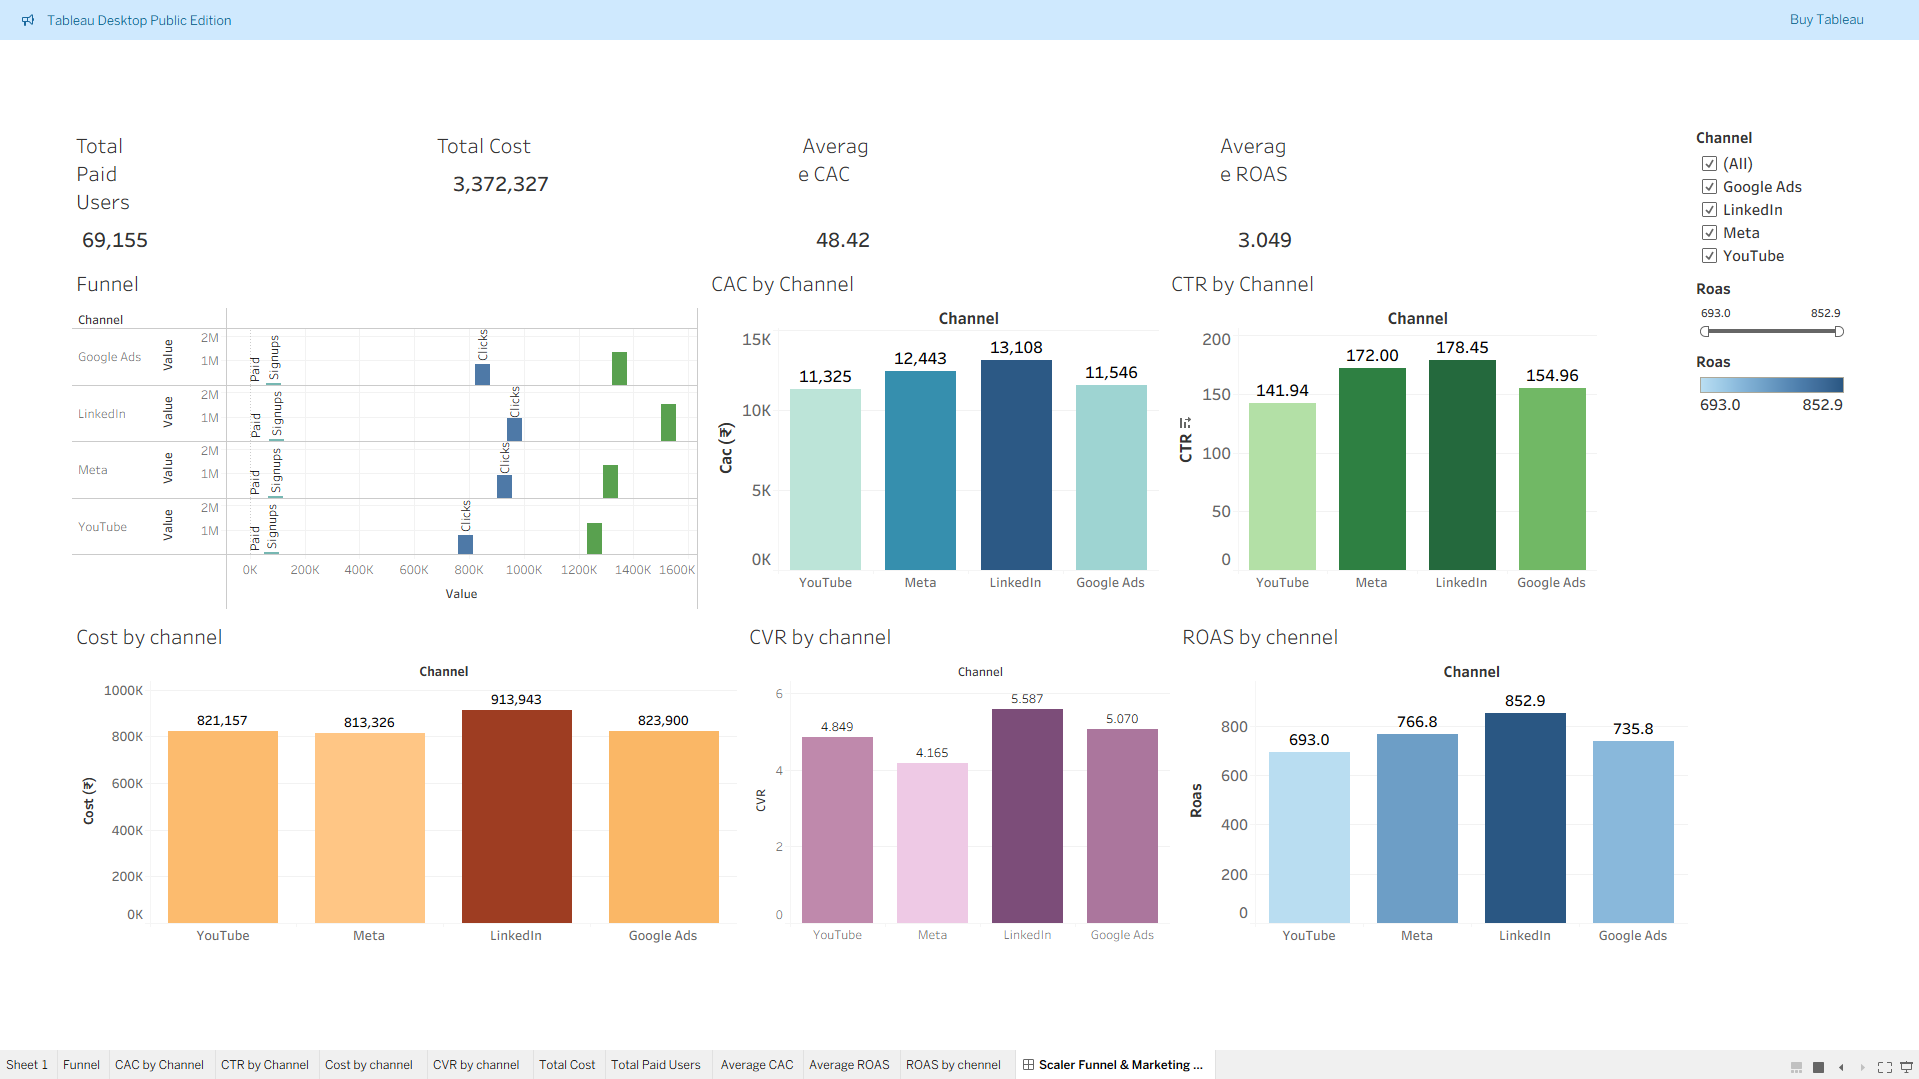 Tableau Desktop Public Edition
Buy Tableau
Total
Paid
Users
69,155
Total Cost
3,372,327
Averag
e CAC
48.42
Averag
e ROAS
3.049
Channel
(All)
Google Ads
LinkedIn
Meta
YouTube
Roas
693.0 852.9
Roas
693.0 852.9
Funnel
Channel
Google Ads
Value
2M
1M
Paid
Signups
Clicks
LinkedIn
Value
2M
1M
Paid
Signups
Clicks
Meta
Value
2M
1M
Paid
Signups
Clicks
YouTube
Value
2M
1M
Paid
Signups
Clicks
0K 200K 400K 600K 800K 1000K 1200K 1400K 1600K
Value
CAC by Channel
Channel
Cac (₹)
15K
10K
5K
0K
11,325
12,443
13,108
11,546
YouTube Meta LinkedIn Google Ads
CTR by Channel
Channel
CTR
200
150
100
50
0
141.94
172.00
178.45
154.96
YouTube Meta LinkedIn Google Ads
Cost by channel
Channel
Cost (₹)
1000K
800K
600K
400K
200K
0K
821,157
813,326
913,943
823,900
YouTube Meta LinkedIn Google Ads
CVR by channel
Channel
CVR
6
4
2
0
4.849
4.165
5.587
5.070
YouTube Meta LinkedIn Google Ads
ROAS by chennel
Channel
Roas
800
600
400
200
0
693.0
766.8
852.9
735.8
YouTube Meta LinkedIn Google Ads
Sheet 1 Funnel CAC by Channel CTR by Channel Cost by channel CVR by channel Total Cost Total Paid Users Average CAC Average ROAS ROAS by chennel Scaler Funnel & Marketing ...